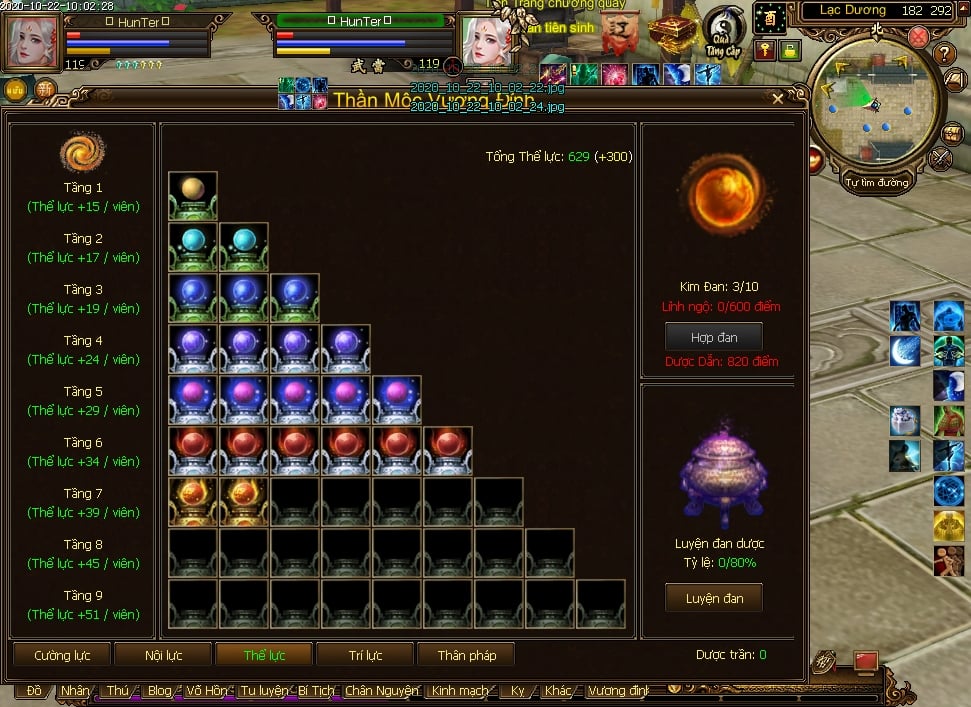 2020-10-22-10:02:28
HunTer
119
HunTer
119
武當
Quà Tặng Cấp
Lạc Dương 182 292
北
Tự tìm đường
2020_10_22_10_02_22.jpg
2020_10_22_10_02_24.jpg
Thần Mộc Vương Đỉnh
Tổng Thể lực: 629 (+300)
Tầng 1
(Thể lực +15 / viên)
Tầng 2
(Thể lực +17 / viên)
Tầng 3
(Thể lực +19 / viên)
Tầng 4
(Thể lực +24 / viên)
Tầng 5
(Thể lực +29 / viên)
Tầng 6
(Thể lực +34 / viên)
Tầng 7
(Thể lực +39 / viên)
Tầng 8
(Thể lực +45 / viên)
Tầng 9
(Thể lực +51 / viên)
Kim Đan: 3/10
Lĩnh ngộ: 0/600 điểm
Hợp đan
Dược Dẫn: 820 điểm
Luyện đan dược
Tỷ lệ: 0/80%
Luyện đan
Dược trần: 0
Cường lực
Nội lực
Thể lực
Trí lực
Thân pháp
Đồ
Nhân
Thú
Blog
Võ Hồn
Tu luyện
Bí Tịch
Chân Nguyên
Kinh mạch
Kỵ
Khác
Vương đỉnh